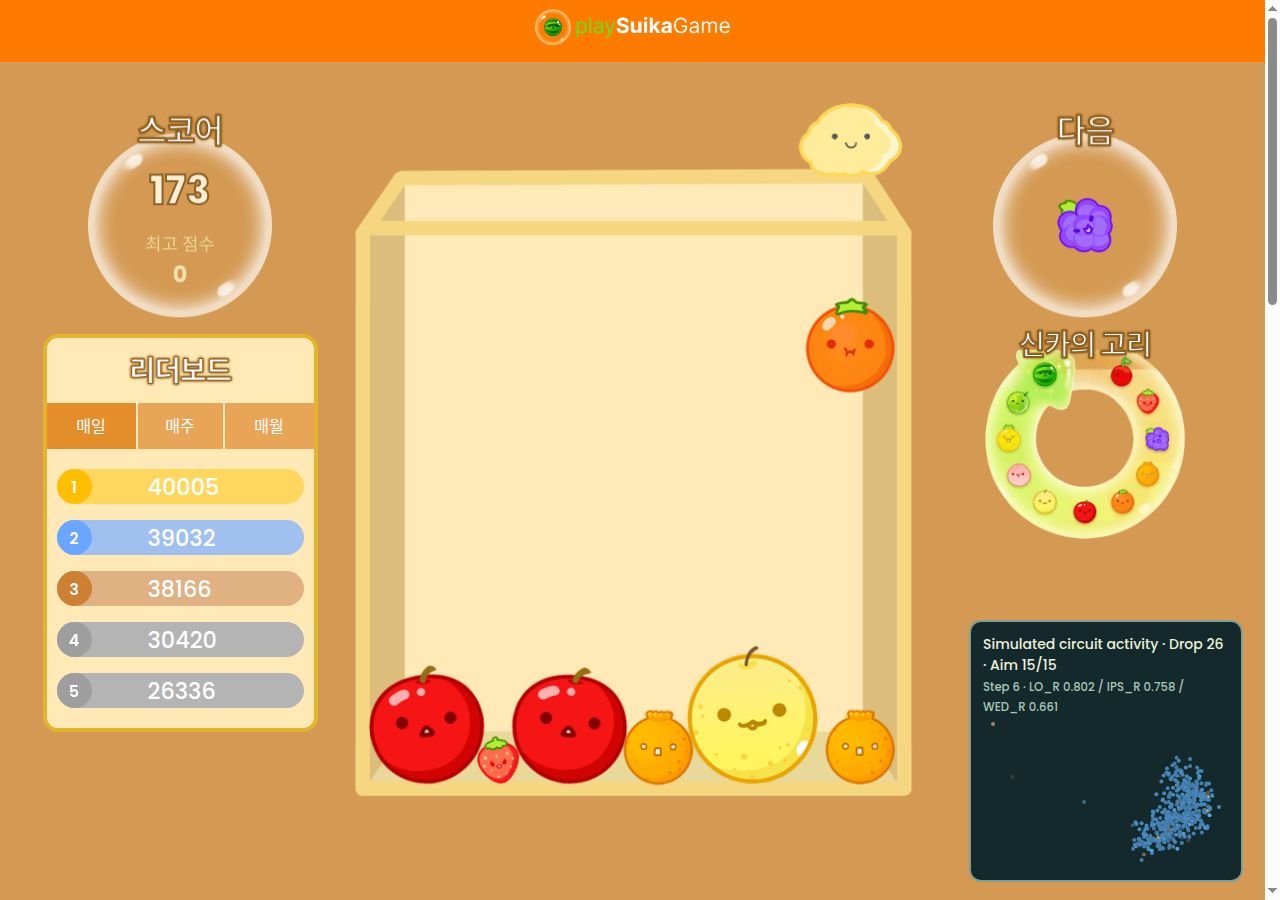 playSuikaGame
스코어
173
최고 점수
0
리더보드
매일
매주
매월
1 40005
2 39032
3 38166
4 30420
5 26336
다음
신카의 고리
Simulated circuit activity · Drop 26
· Aim 15/15
Step 6 · LO_R 0.802 / IPS_R 0.758 /
WED_R 0.661